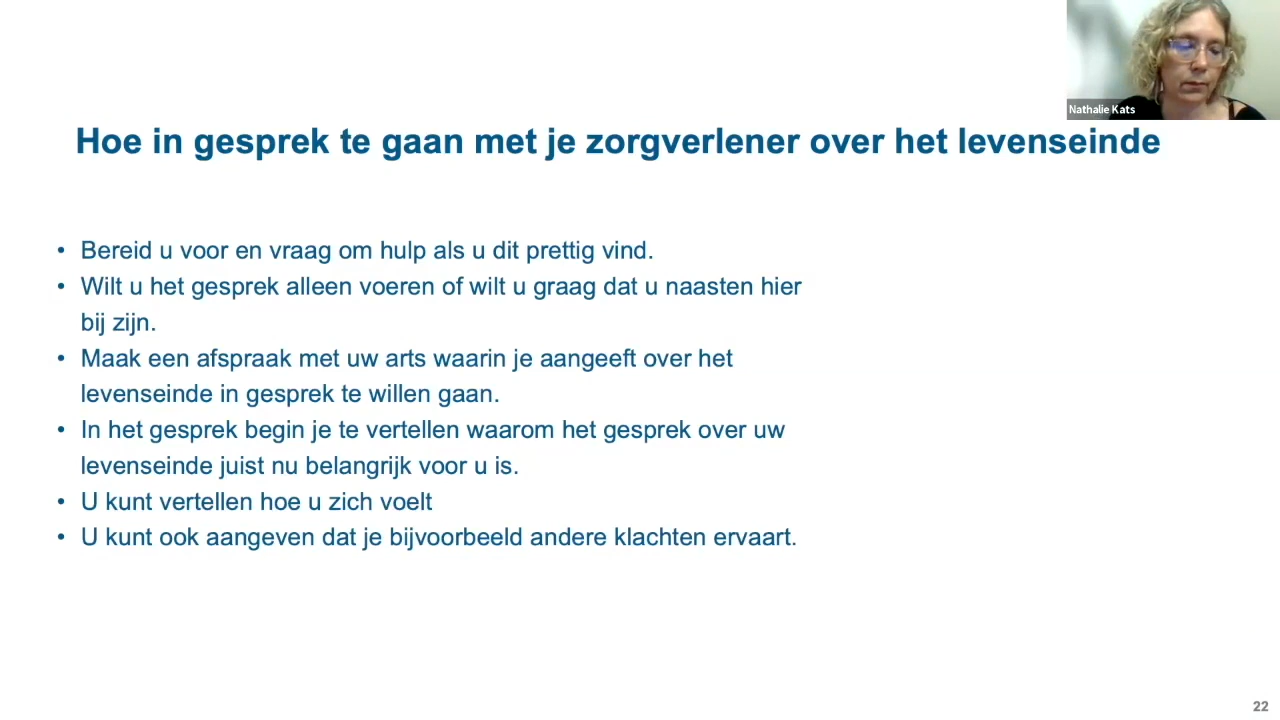 Nathalie Kats
Hoe in gesprek te gaan met je zorgverlener over het levenseinde
• Bereid u voor en vraag om hulp als u dit prettig vind.
• Wilt u het gesprek alleen voeren of wilt u graag dat u naasten hier
bij zijn.
• Maak een afspraak met uw arts waarin je aangeeft over het
levenseinde in gesprek te willen gaan.
• In het gesprek begin je te vertellen waarom het gesprek over uw
levenseinde juist nu belangrijk voor u is.
• U kunt vertellen hoe u zich voelt
• U kunt ook aangeven dat je bijvoorbeeld andere klachten ervaart.
22